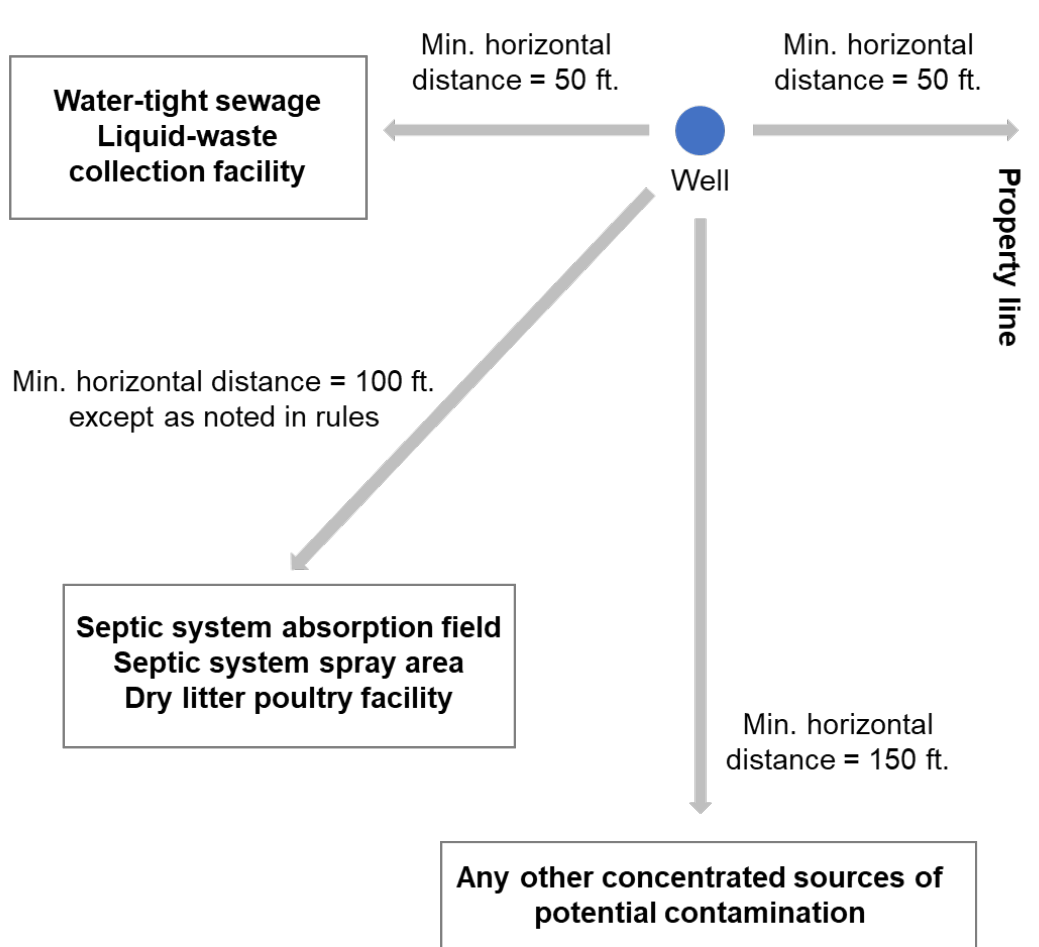 Min. horizontal
distance = 50 ft.
Min. horizontal
distance = 50 ft.
Water-tight sewage
Liquid-waste
collection facility
Well
Property line
Min. horizontal distance = 100 ft.
except as noted in rules
Septic system absorption field
Septic system spray area
Dry litter poultry facility
Min. horizontal
distance = 150 ft.
Any other concentrated sources of
potential contamination